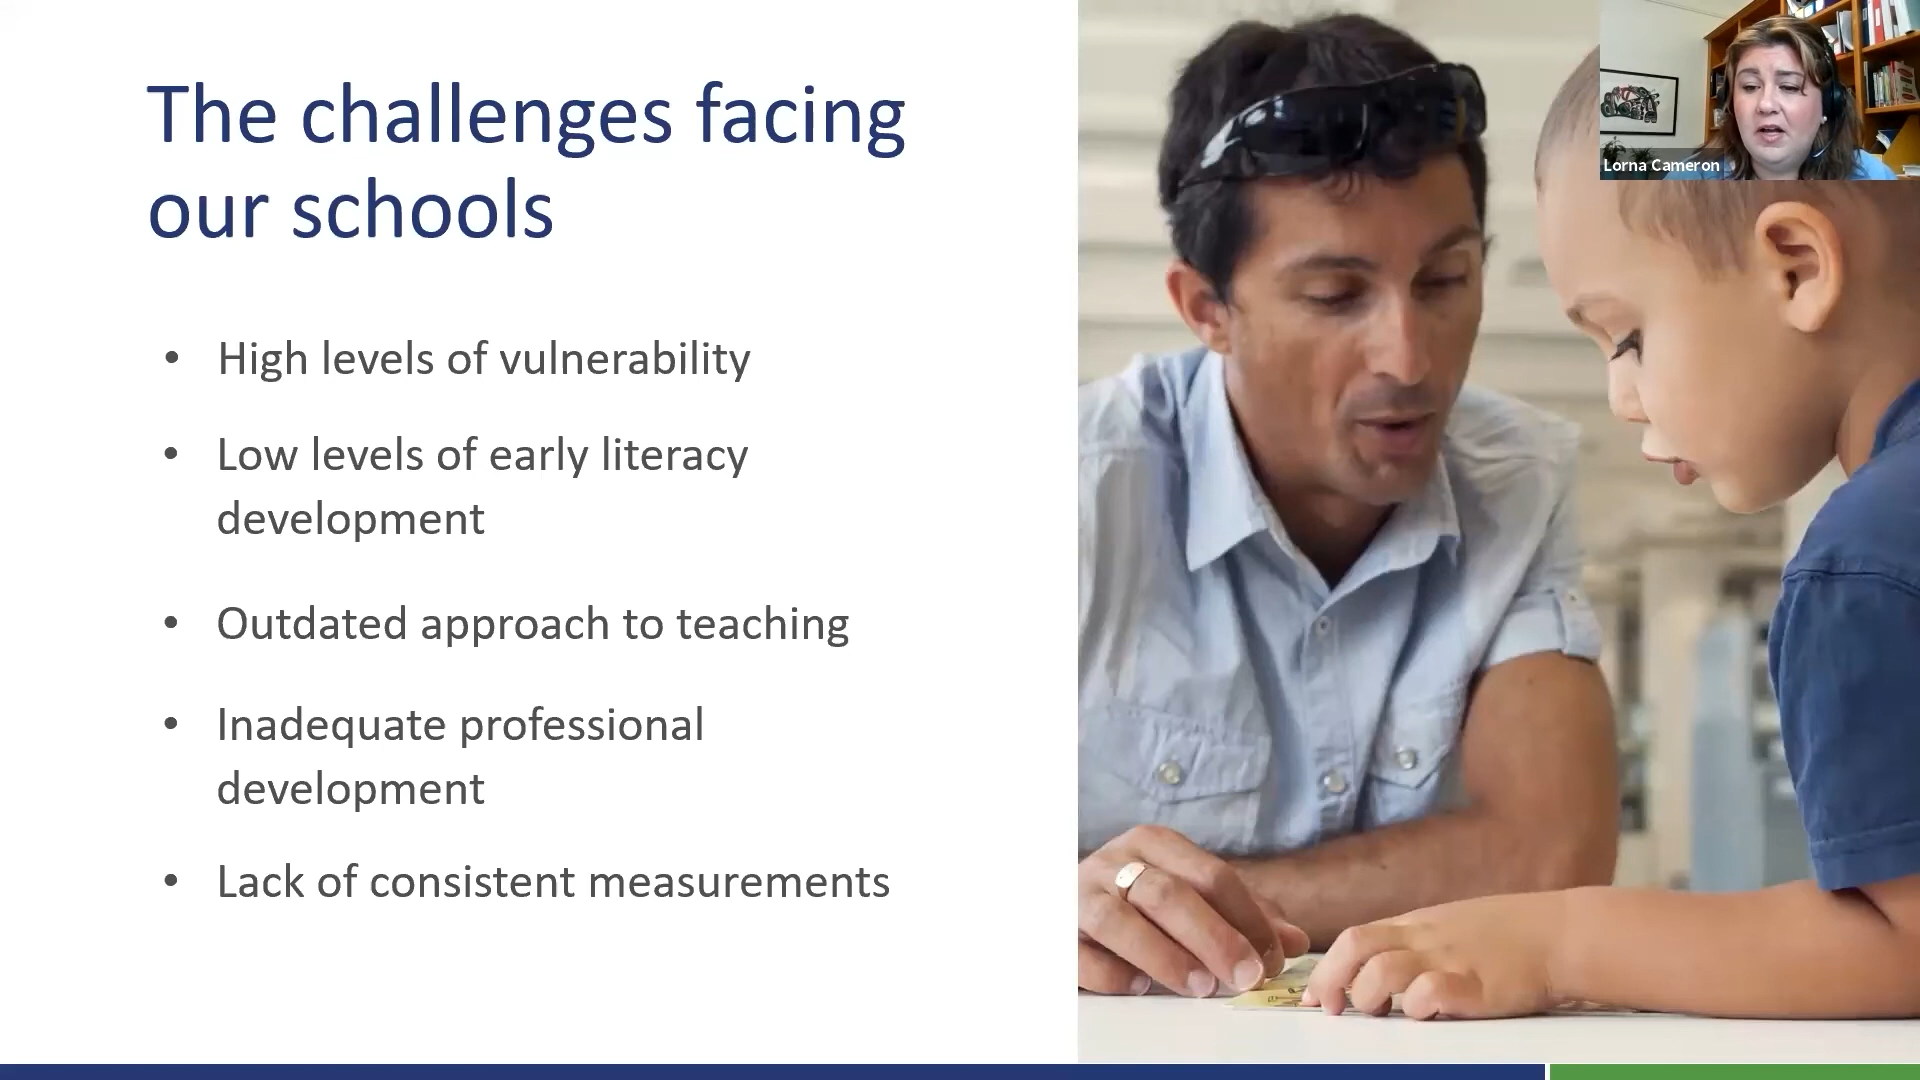 The challenges facing
our schools
• High levels of vulnerability
• Low levels of early literacy
development
• Outdated approach to teaching
• Inadequate professional
development
• Lack of consistent measurements
Lorna Cameron